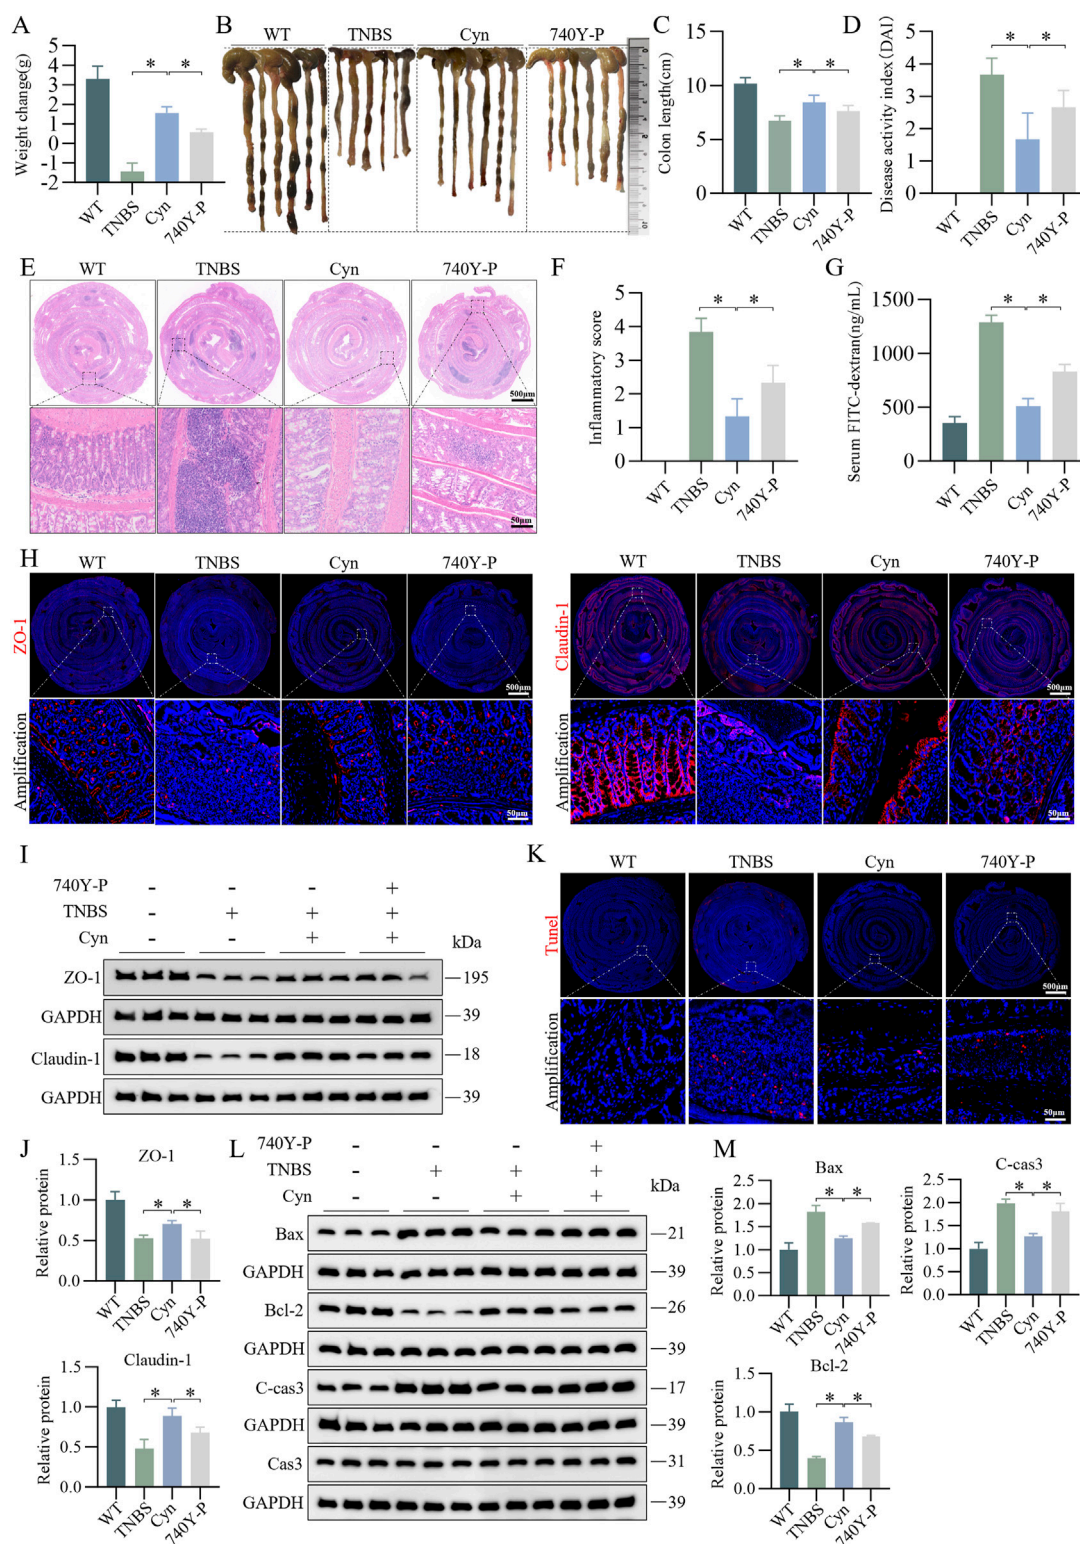 A
Weight change(g)
5
4
3
2
1
0
-1
-2
WT
TNBS
Cyn
740Y-P
* *
B
WT TNBS Cyn 740Y-P
C
Colon length(cm)
15
10
5
0
WT
TNBS
Cyn
740Y-P
* *
D
Disease activity index (DAI)
5
4
3
2
1
0
WT
TNBS
Cyn
740Y-P
* *
E
WT TNBS Cyn 740Y-P
500μm
50μm
F
Inflammatory score
5
4
3
2
1
0
WT
TNBS
Cyn
740Y-P
* *
G
Serum FITC-dextran(ng/mL)
1500
1000
500
0
WT
TNBS
Cyn
740Y-P
* *
H
WT TNBS Cyn 740Y-P
ZO-1
500μm
Amplification
50μm
WT TNBS Cyn 740Y-P
Claudin-1
500μm
Amplification
50μm
I
740Y-P - - - +
TNBS - + + +
Cyn - - + +
kDa
ZO-1 195
GAPDH 39
Claudin-1 18
GAPDH 39
J
ZO-1
Relative protein
1.5
1.0
0.5
0.0
WT
TNBS
Cyn
740Y-P
* *
Claudin-1
Relative protein
1.5
1.0
0.5
0.0
WT
TNBS
Cyn
740Y-P
* *
K
WT TNBS Cyn 740Y-P
Tunel
500μm
Amplification
50μm
L
740Y-P - - - +
TNBS - + + +
Cyn - - + +
kDa
Bax 21
GAPDH 39
Bcl-2 26
GAPDH 39
C-cas3 17
GAPDH 39
Cas3 31
GAPDH 39
M
Bax
Relative protein
2.5
2.0
1.5
1.0
0.5
0.0
WT
TNBS
Cyn
740Y-P
* *
C-cas3
Relative protein
2.5
2.0
1.5
1.0
0.5
0.0
WT
TNBS
Cyn
740Y-P
* *
Bcl-2
Relative protein
1.5
1.0
0.5
0.0
WT
TNBS
Cyn
740Y-P
* *